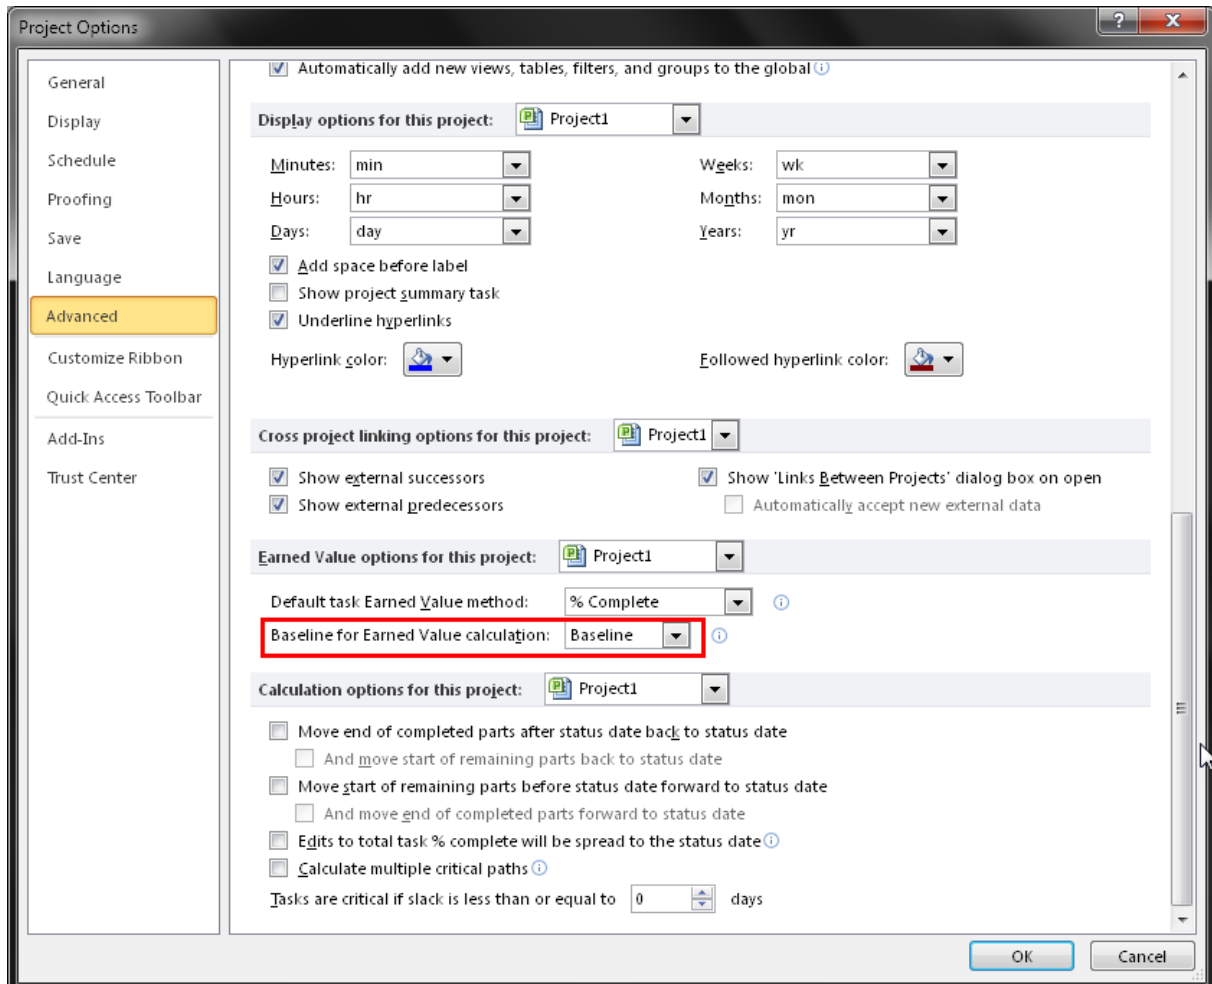 Project Options
?
X
General
Display
Schedule
Proofing
Save
Language
Advanced
Customize Ribbon
Quick Access Toolbar
Add-Ins
Trust Center
Automatically add new views, tables, filters, and groups to the global
Display options for this project: Project1
Minutes: min Weeks: wk
Hours: hr Months: mon
Days: day Years: yr
Add space before label
Show project summary task
Underline hyperlinks
Hyperlink color: Followed hyperlink color:
Cross project linking options for this project: Project1
Show external successors Show 'Links Between Projects' dialog box on open
Show external predecessors Automatically accept new external data
Earned Value options for this project: Project1
Default task Earned Value method: % Complete
Baseline for Earned Value calculation: Baseline
Calculation options for this project: Project1
Move end of completed parts after status date back to status date
And move start of remaining parts back to status date
Move start of remaining parts before status date forward to status date
And move end of completed parts forward to status date
Edits to total task % complete will be spread to the status date
Calculate multiple critical paths
Tasks are critical if slack is less than or equal to 0 days
OK Cancel